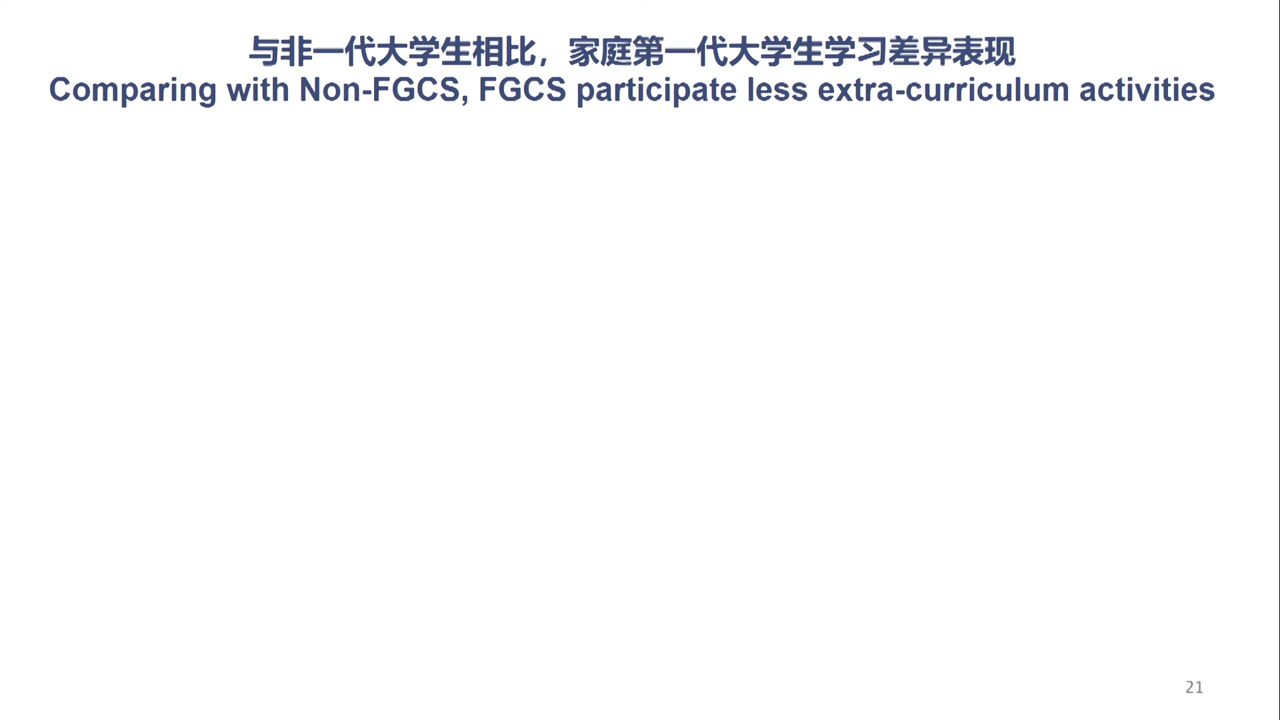 与非一代大学生相比，家庭第一代大学生学习差异表现
Comparing with Non-FGCS, FGCS participate less extra-curriculum activities
21